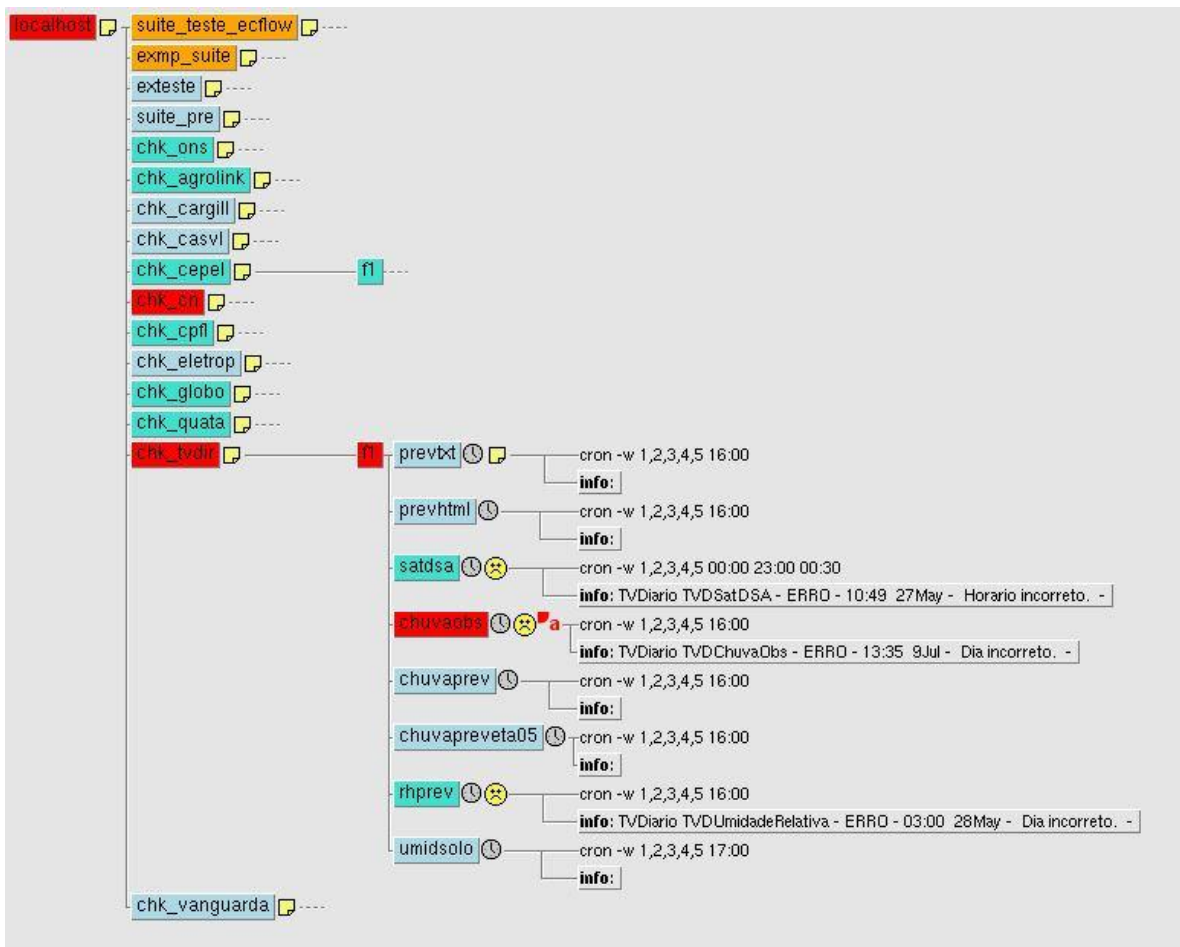 localhost
suite_teste_ecflow
exmp_suite
exteste
suite_pre
chk_ons
chk_agrolink
chk_cargill
chk_casvl
chk_cepel f1
chk_cri
chk_cpfl
chk_eletrop
chk_globo
chk_quata
chk_tvdir f1 prevtxt cron -w 1,2,3,4,5 16:00
info:
prevhtml cron -w 1,2,3,4,5 16:00
info:
satdsa cron -w 1,2,3,4,5 00:00 23:00 00:30
info: TVDiario TVDSatDSA - ERRO - 10:49 27May - Horario incorreto. -
chuvaobs a cron -w 1,2,3,4,5 16:00
info: TVDiario TVDChuvaObs - ERRO - 13:35 9Jul - Dia incorreto. -
chuvaprev cron -w 1,2,3,4,5 16:00
info:
chuvapreveta05 cron -w 1,2,3,4,5 16:00
info:
rhprev cron -w 1,2,3,4,5 16:00
info: TVDiario TVDUmidadeRelativa - ERRO - 03:00 28May - Dia incorreto. -
umidsolo cron -w 1,2,3,4,5 17:00
info:
chk_vanguarda